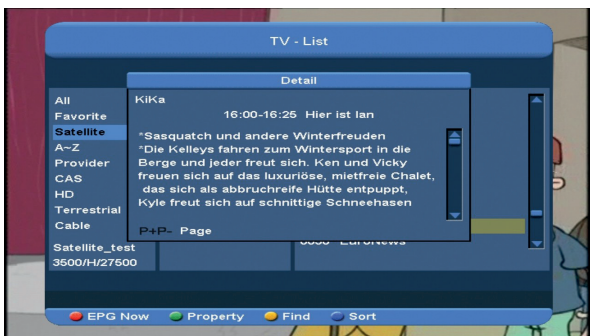 TV - List
Detail
All
Favorite
Satellite
A~Z
Provider
CAS
HD
Terrestrial
Cable
Satellite_test
3500/H/27500
KiKa
16:00-16:25 Hier ist Ian
*Sasquatch und andere Winterfreuden
*Die Kelleys fahren zum Wintersport in die
Berge und jeder freut sich. Ken und Vicky
freuen sich auf das luxuriöse, mietfreie Chalet,
das sich als abbruchreife Hütte entpuppt,
Kyle freut sich auf schnittige Schneehasen
P+P- Page
EuroNews
EPG Now
Property
Find
Sort